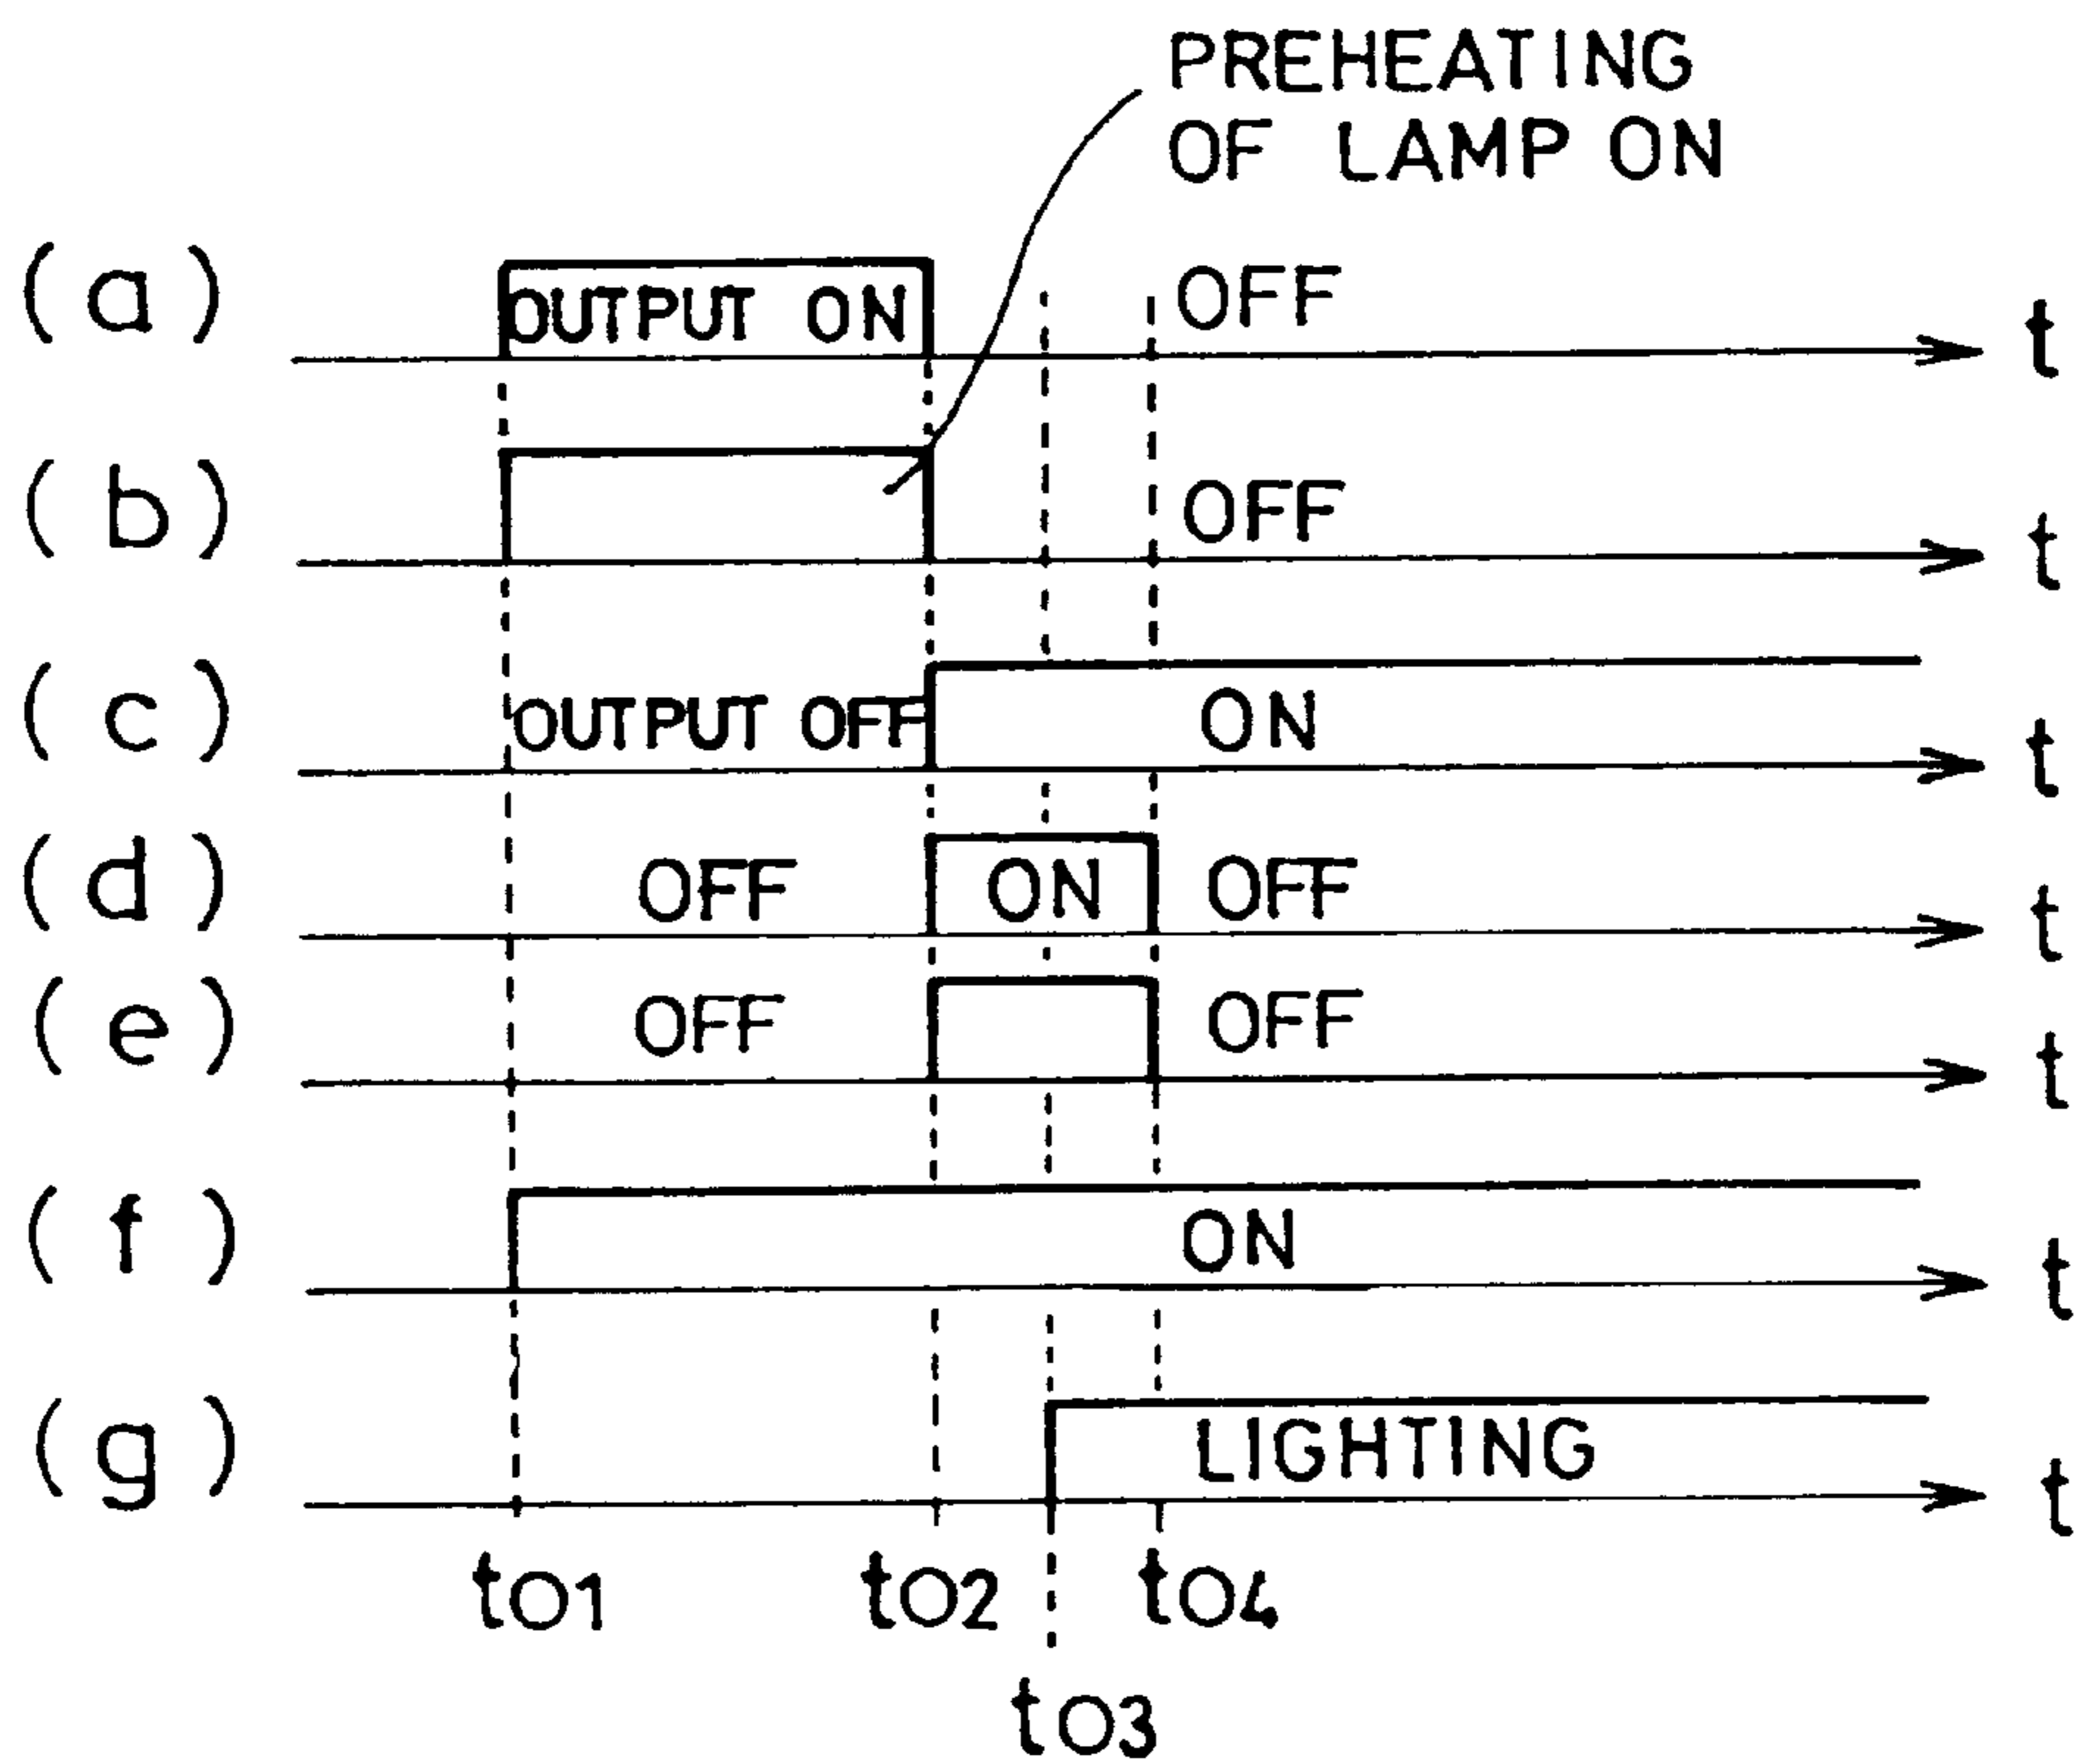 PREHEATING
OF LAMP ON
(a) OUTPUT ON OFF t
(b) OFF t
(c) OUTPUT OFF ON t
(d) OFF ON OFF t
(e) OFF OFF t
(f) ON t
(g) LIGHTING t
to1 to2 to4
to3